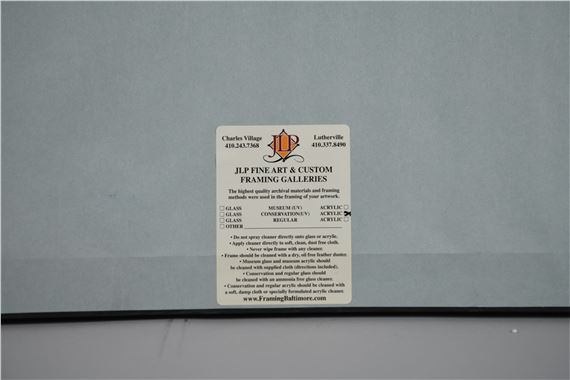 Charles Village Lutherville
410.243.7368 JLP 410.337.8490
JLP FINE ART & CUSTOM
FRAMING GALLERIES
The highest quality archival materials and framing
methods were used in the framing of your artwork.
GLASS MUSEUM (UV) ACRYLIC
GLASS CONSERVATION(UV) ACRYLIC
GLASS REGULAR ACRYLIC
OTHER
• Do not spray cleaner directly onto glass or acrylic.
• Apply cleaner directly to soft, clean, dust free cloth.
• Never wipe frame with any cleaner.
• Frame should be cleaned with a dry, oil free feather duster.
• Museum glass and museum acrylic should
be cleaned with supplied cloth (directions included).
• Conservation and regular glass should
be cleaned with an ammonia free glass cleaner.
• Conservation and regular acrylic should be cleaned with
a soft, damp cloth or specially formulated acrylic cleaner.
www.FramingBaltimore.com